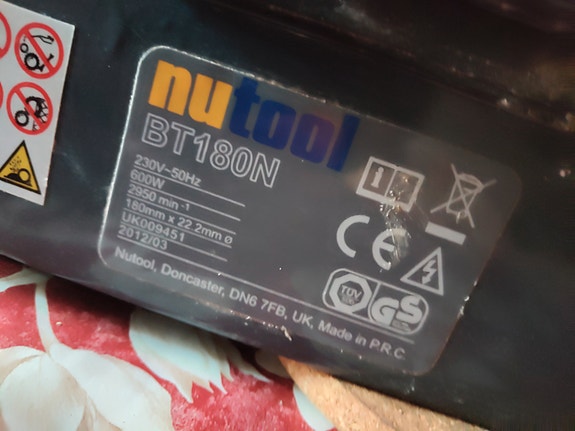 nutool
BT180N
230V~50Hz
600W
2950 min⁻¹
180mm x 22.2mm ø
UK009451
2012/03
Nutool, Doncaster, DN6 7FB, UK, Made in P.R.C.
i
CE
TÜV
GS